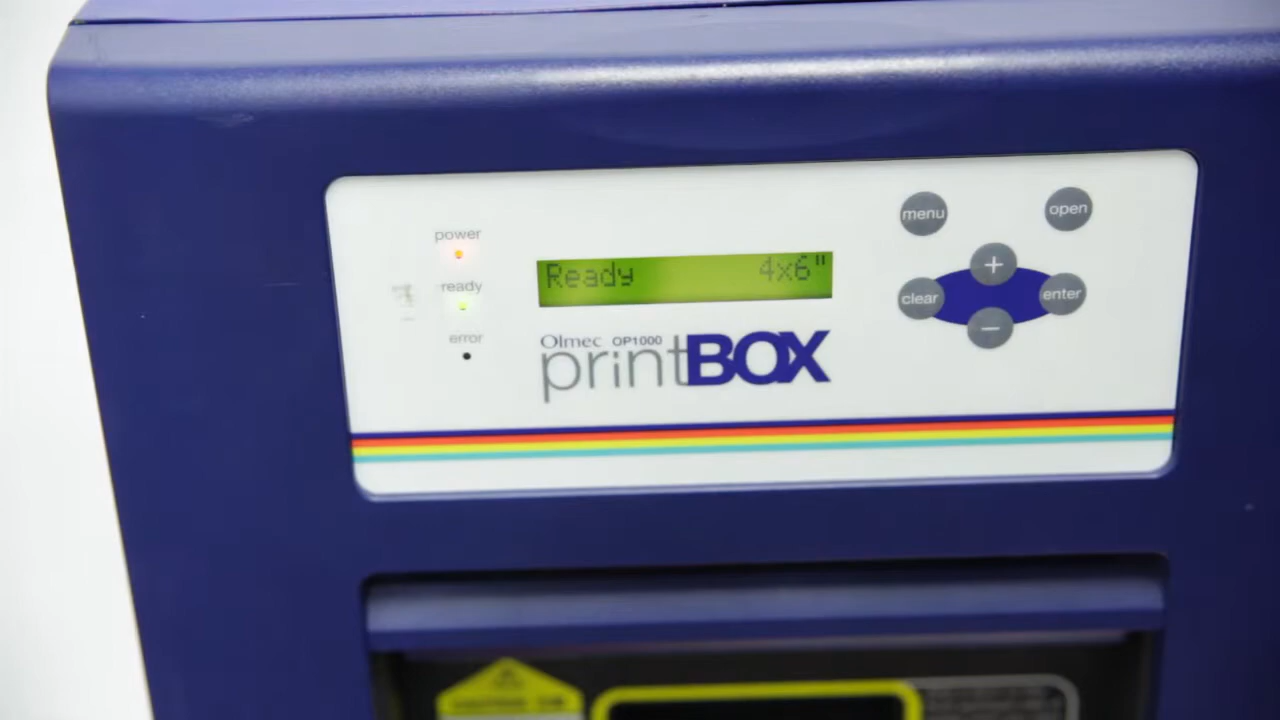 power
ready
error
Ready 4x6"
Olmec OP1000
printBOX
menu
open
+
clear
enter
−